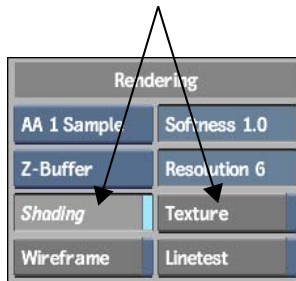 Rendering
AA 1 Sample Softness 1.0
Z-Buffer Resolution 6
Shading Texture
Wireframe Linetest